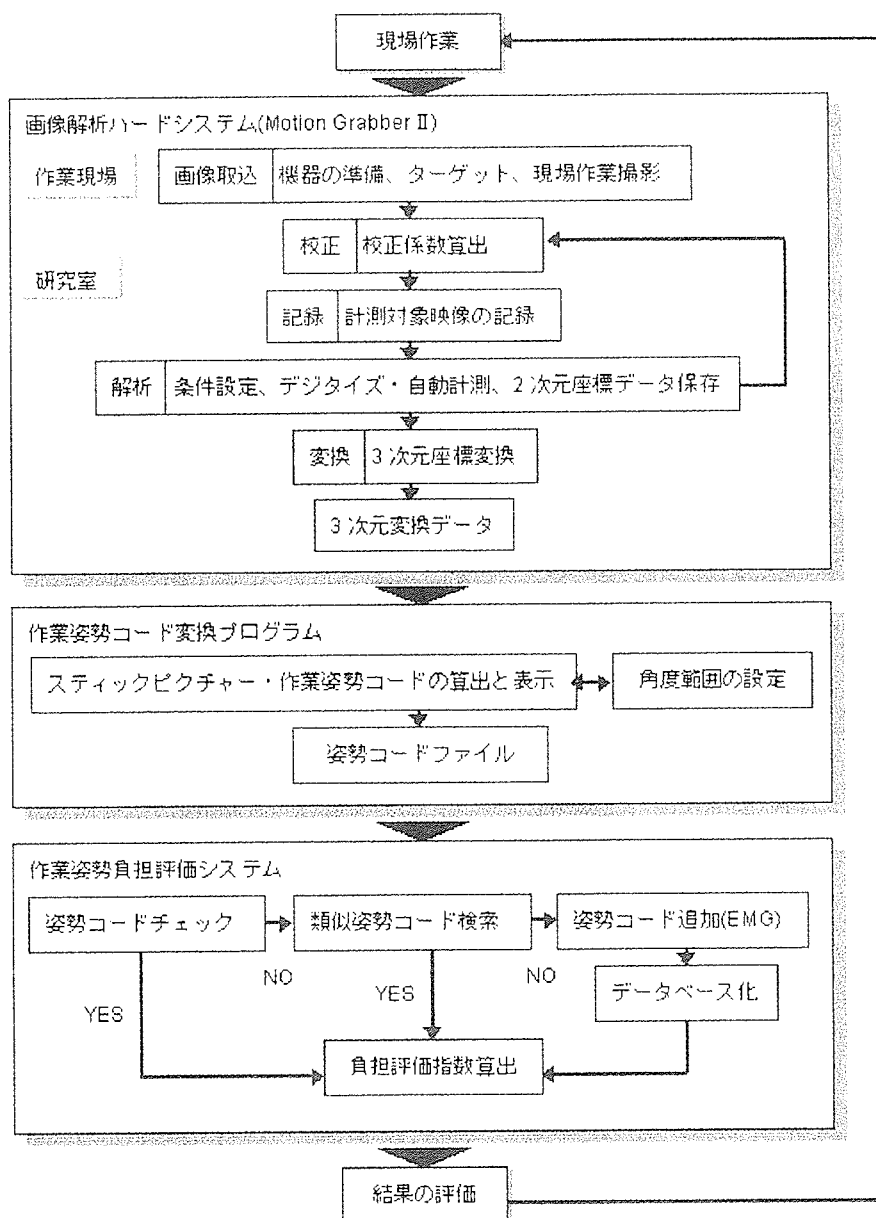 現場作業
画像解析ハードシステム(Motion Grabber Ⅱ)
作業現場
画像取込 機器の準備、ターゲット、現場作業撮影
校正 校正係数算出
研究室
記録 計測対象映像の記録
解析 条件設定、デジタイズ・自動計測、2次元座標データ保存
変換 3次元座標変換
3次元変換データ
作業姿勢コード変換プログラム
スティックピクチャー・作業姿勢コードの算出と表示
角度範囲の設定
姿勢コードファイル
作業姿勢負担評価システム
姿勢コードチェック
類似姿勢コード検索
姿勢コード追加(EMG)
NO
YES
NO
YES
データベース化
負担評価指数算出
結果の評価